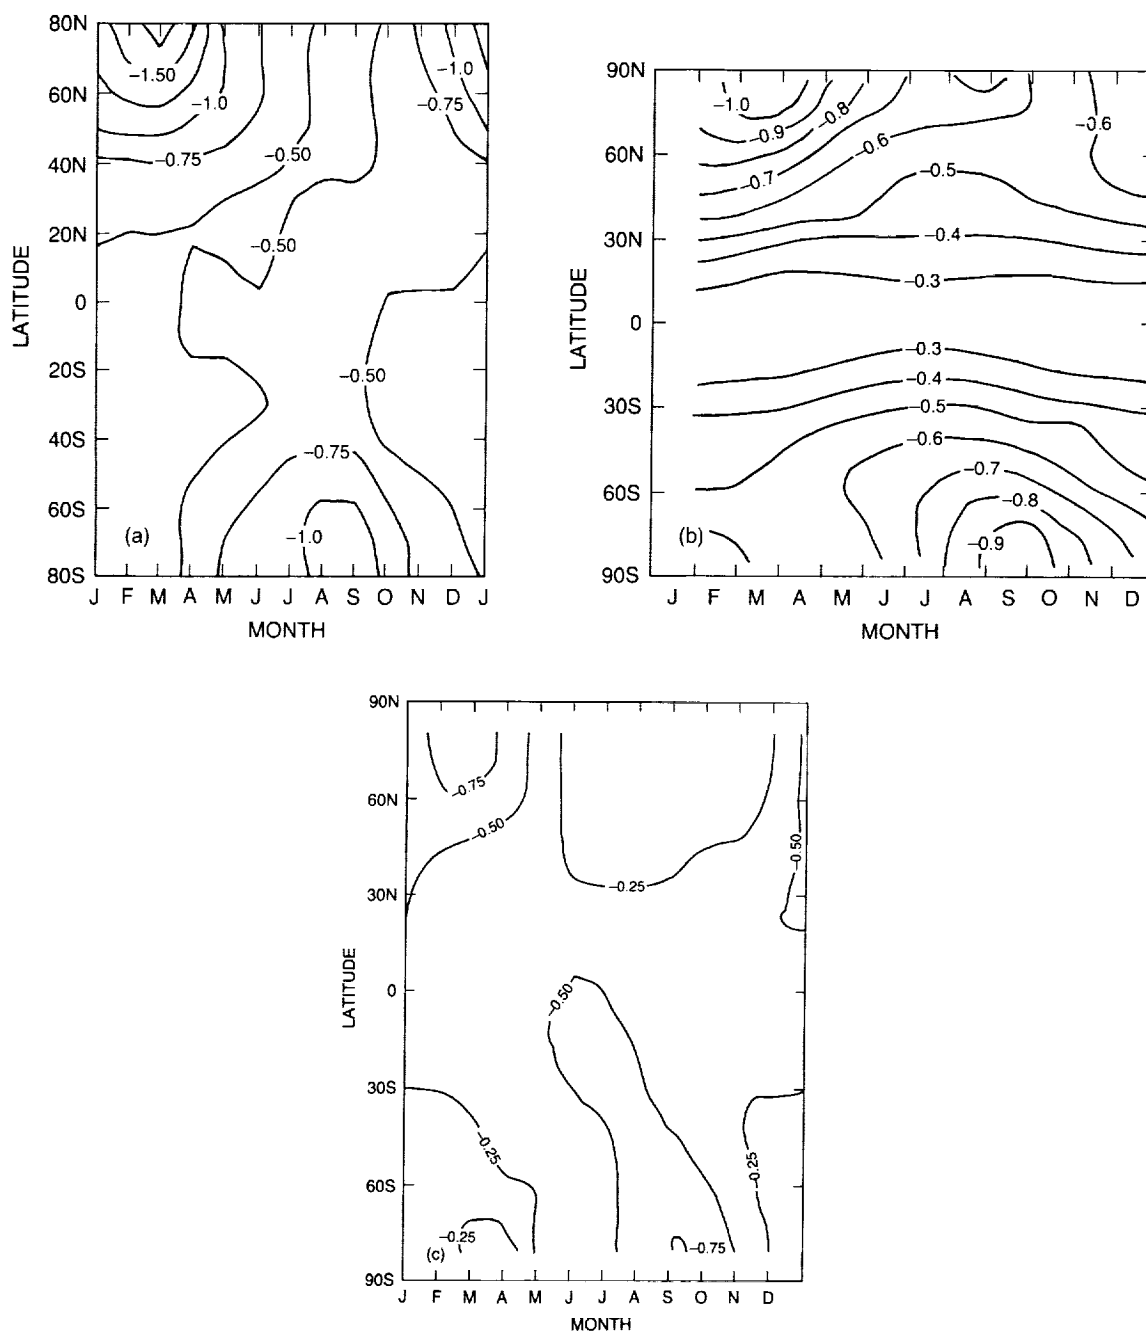 80N
60N
40N
20N
0
20S
40S
60S
80S
LATITUDE
−1.50
−1.0
−0.75
−0.50
−0.50
−1.0
−0.75
−0.50
−0.75
−1.0
(a)
J F M A M J J A S O N D J
MONTH
90N
60N
30N
0
30S
60S
90S
LATITUDE
−1.0
−0.9
−0.8
−0.7
−0.6
−0.6
−0.5
−0.4
−0.3
−0.3
−0.4
−0.5
−0.6
−0.7
−0.8
−0.9
(b)
J F M A M J J A S O N D
MONTH
90N
60N
30N
0
30S
60S
90S
LATITUDE
−0.75
−0.50
−0.25
−0.50
−0.50
−0.25
−0.25
−0.25
−0.75
(c)
J F M A M J J A S O N D
MONTH